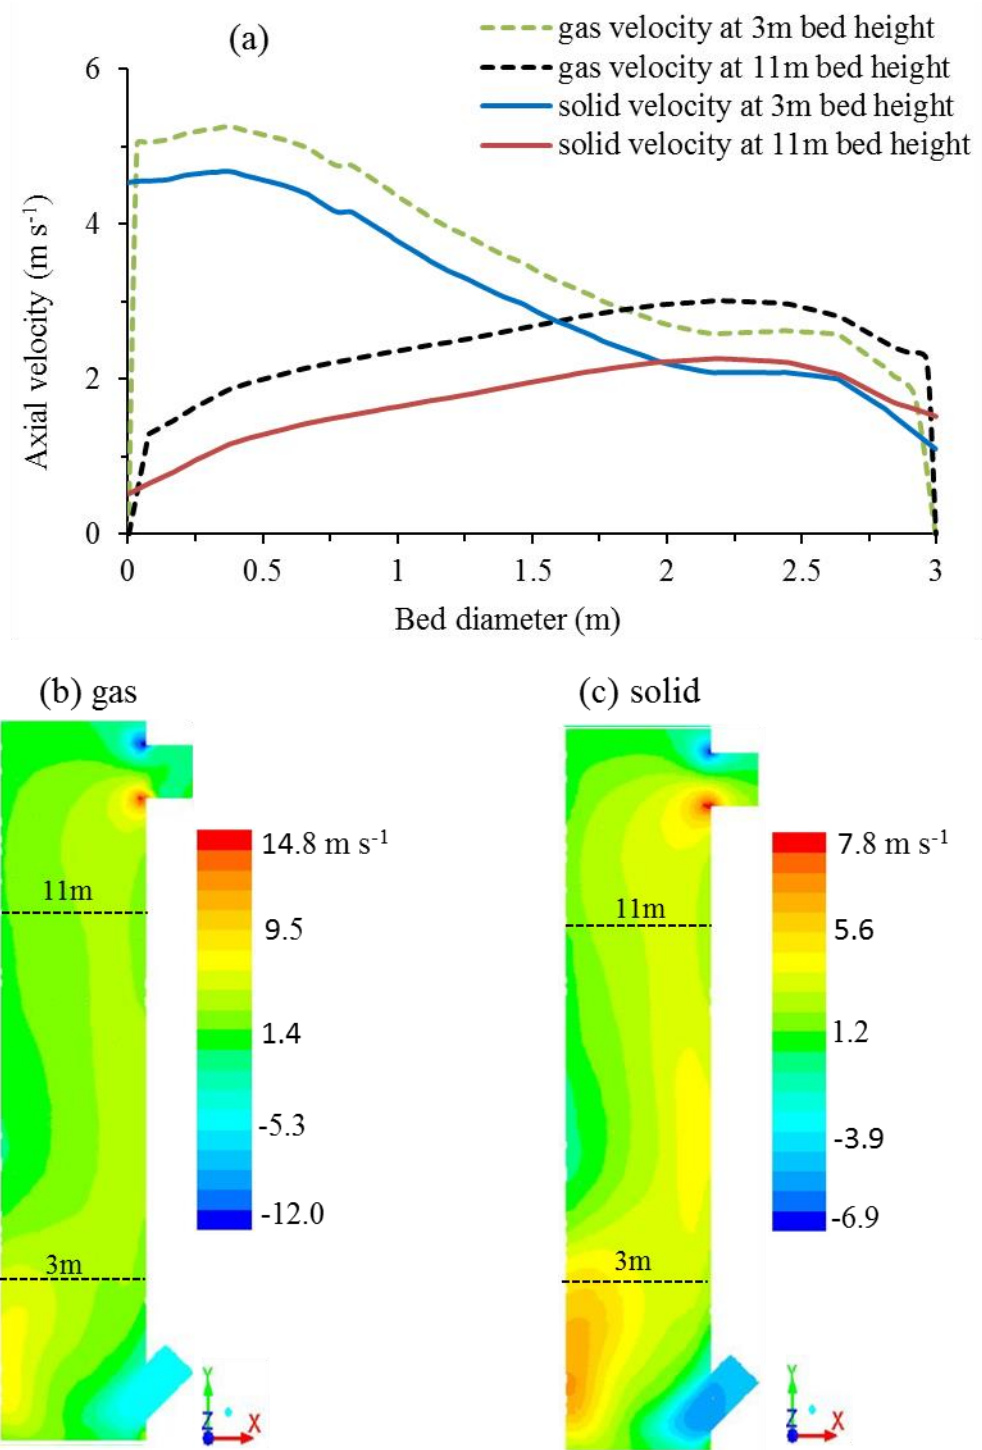 (a)
gas velocity at 3m bed height
gas velocity at 11m bed height
solid velocity at 3m bed height
solid velocity at 11m bed height
Axial velocity (m s-1)
6
4
2
0
0 0.5 1 1.5 2 2.5 3
Bed diameter (m)
(b) gas
11m
3m
14.8 m s-1
9.5
1.4
-5.3
-12.0
Y
Z
X
(c) solid
11m
3m
7.8 m s-1
5.6
1.2
-3.9
-6.9
Y
Z
X